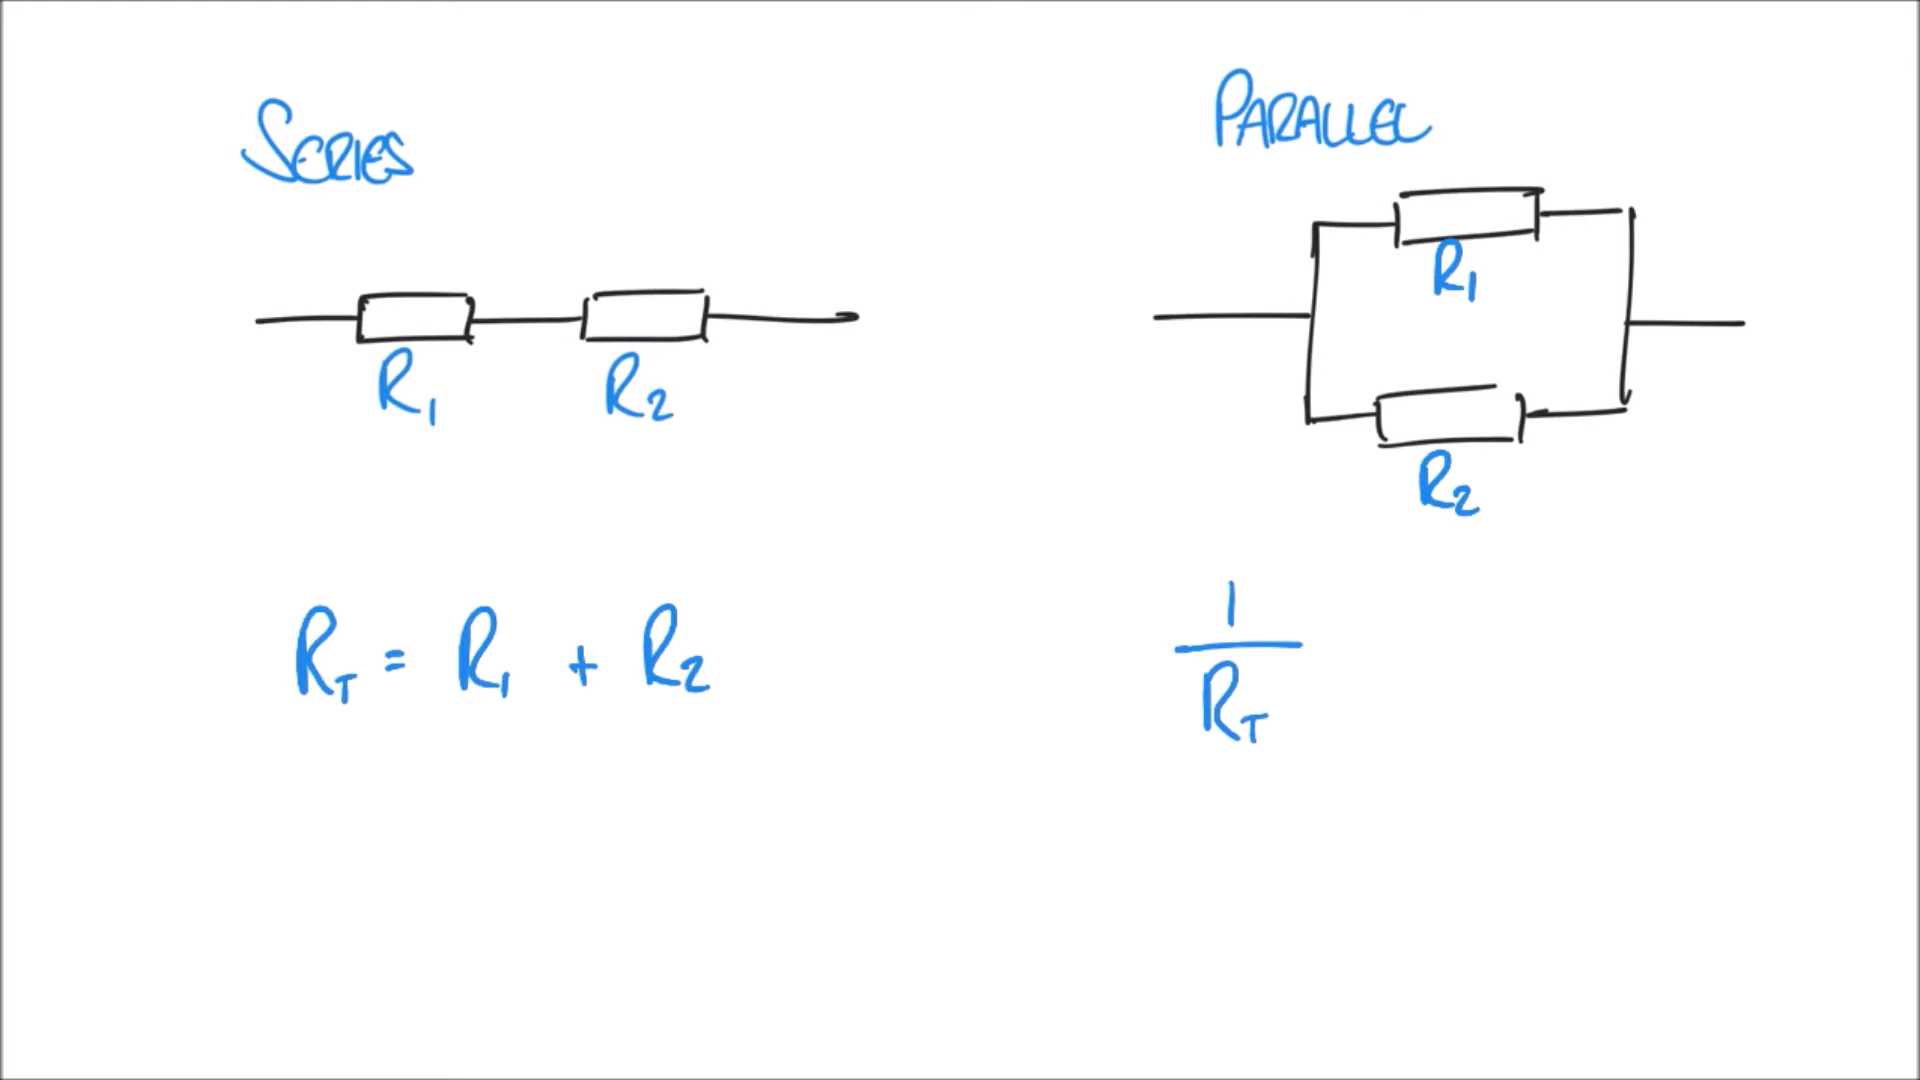 SERIES
R1 R2
RT = R1 + R2
PARALLEL
R1
R2
1
RT